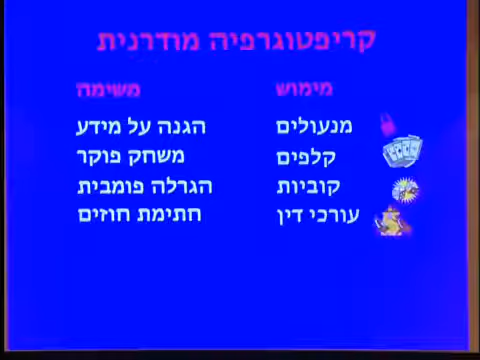 קריפטוגרפיה מודרנית
מימוש משימה
מנעולים הגנה על מידע
קלפים משחק פוקר
קוביות הגרלה פומבית
עורכי דין חתימת חוזים